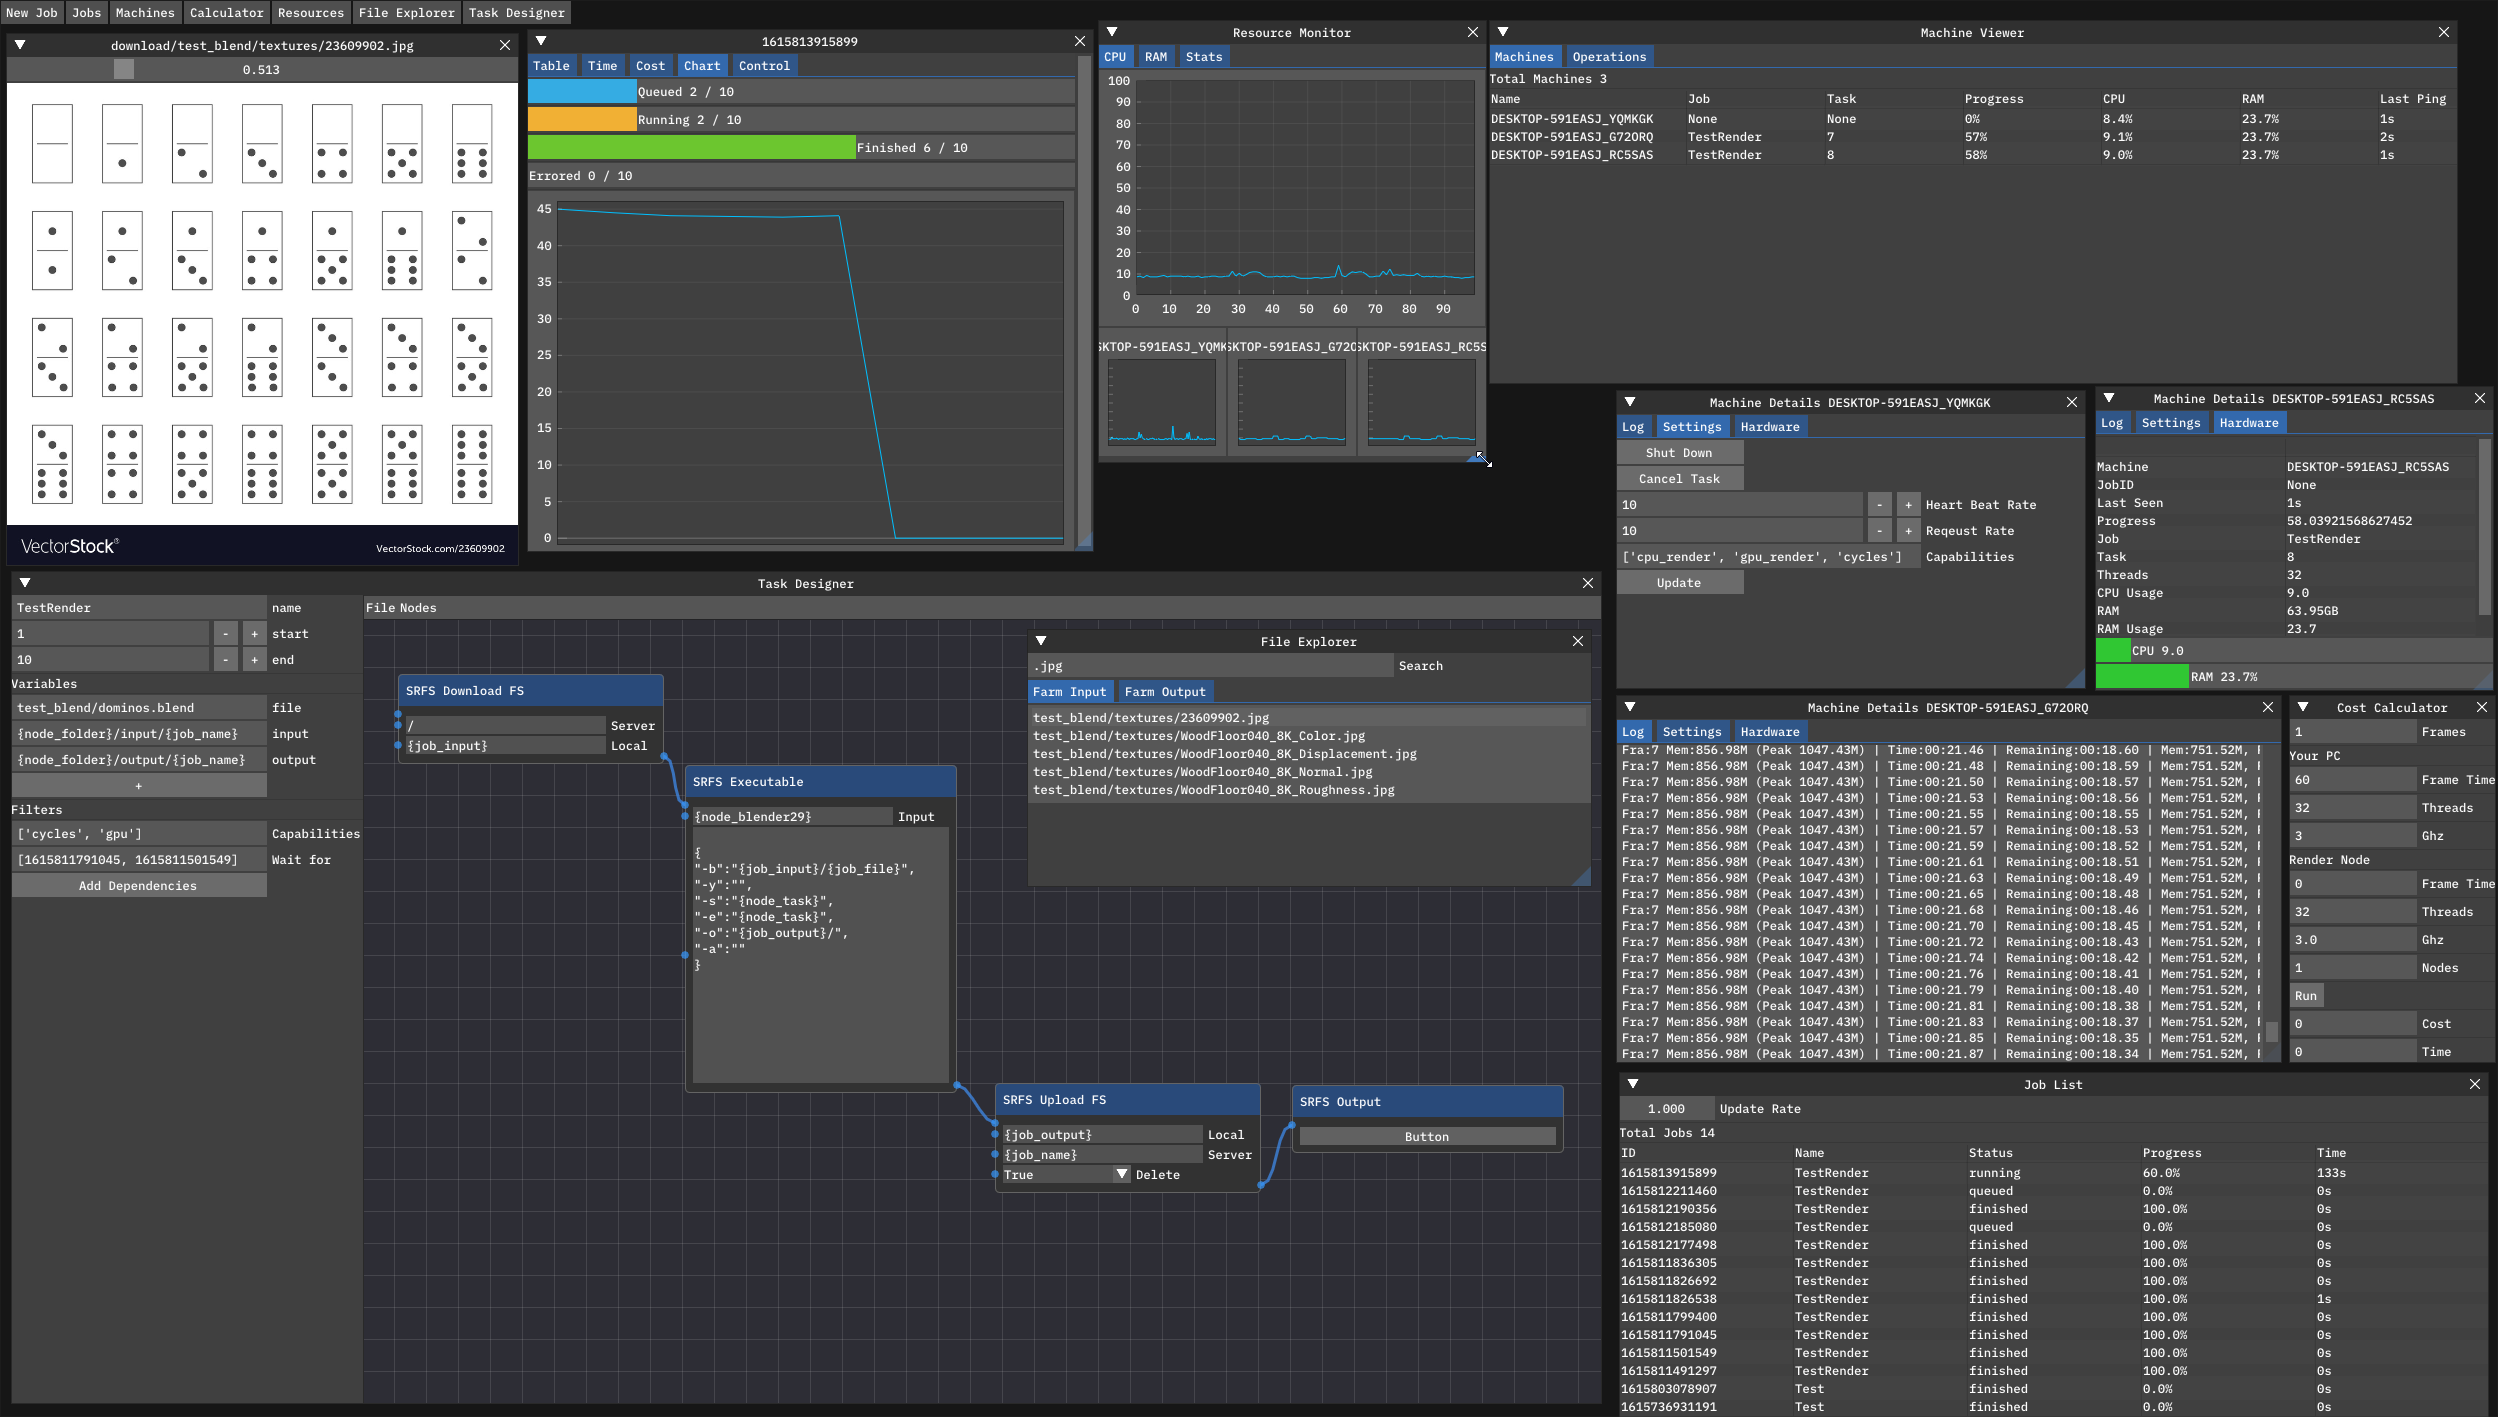 New Job Jobs Machines Calculator Resources File Explorer Task Designer
download/test_blend/textures/23609902.jpg
0.513
VectorStock®
VectorStock.com/23609902
1615813915899
Table Time Cost Chart Control
Queued 2 / 10
Running 2 / 10
Finished 6 / 10
Errored 0 / 10
45
40
35
30
25
20
15
10
5
0
Resource Monitor
CPU RAM Stats
100
90
80
70
60
50
40
30
20
10
0
0 10 20 30 40 50 60 70 80 90
SKTOP-591EASJ_YQMK SKTOP-591EASJ_G72O SKTOP-591EASJ_RC5S
Machine Viewer
Machines Operations
Total Machines 3
Name Job Task Progress CPU RAM Last Ping
DESKTOP-591EASJ_YQMKGK None None 0% 8.4% 23.7% 1s
DESKTOP-591EASJ_G72ORQ TestRender 7 57% 9.1% 23.7% 2s
DESKTOP-591EASJ_RC5SAS TestRender 8 58% 9.0% 23.7% 1s
Machine Details DESKTOP-591EASJ_YQMKGK
Log Settings Hardware
Shut Down
Cancel Task
10 - + Heart Beat Rate
10 - + Reqeust Rate
['cpu_render', 'gpu_render', 'cycles'] Capabilities
Update
Machine Details DESKTOP-591EASJ_RC5SAS
Log Settings Hardware
Machine DESKTOP-591EASJ_RC5SAS
JobID None
Last Seen 1s
Progress 58.03921568627452
Job TestRender
Task 8
Threads 32
CPU Usage 9.0
RAM 63.95GB
RAM Usage 23.7
CPU 9.0
RAM 23.7%
Task Designer
TestRender name
1 - + start
10 - + end
Variables
test_blend/dominos.blend file
{node_folder}/input/{job_name} input
{node_folder}/output/{job_name} output
+
Filters
['cycles', 'gpu'] Capabilities
[1615811791045, 1615811501549] Wait for
Add Dependencies
File Nodes
SRFS Download FS
/ Server
{job_input} Local
SRFS Executable
{node_blender29} Input
{
"-b":"{job_input}/{job_file}",
"-y":"",
"-s":"{node_task}",
"-e":"{node_task}",
"-o":"{job_output}/",
"-a":""
}
SRFS Upload FS
{job_output} Local
{job_name} Server
True Delete
SRFS Output
Button
File Explorer
.jpg Search
Farm Input Farm Output
test_blend/textures/23609902.jpg
test_blend/textures/WoodFloor040_8K_Color.jpg
test_blend/textures/WoodFloor040_8K_Displacement.jpg
test_blend/textures/WoodFloor040_8K_Normal.jpg
test_blend/textures/WoodFloor040_8K_Roughness.jpg
Machine Details DESKTOP-591EASJ_G72ORQ
Log Settings Hardware
Fra:7 Mem:856.98M (Peak 1047.43M) | Time:00:21.46 | Remaining:00:18.60 | Mem:751.52M,
Fra:7 Mem:856.98M (Peak 1047.43M) | Time:00:21.48 | Remaining:00:18.59 | Mem:751.52M,
Fra:7 Mem:856.98M (Peak 1047.43M) | Time:00:21.50 | Remaining:00:18.57 | Mem:751.52M,
Fra:7 Mem:856.98M (Peak 1047.43M) | Time:00:21.53 | Remaining:00:18.56 | Mem:751.52M,
Fra:7 Mem:856.98M (Peak 1047.43M) | Time:00:21.55 | Remaining:00:18.55 | Mem:751.52M,
Fra:7 Mem:856.98M (Peak 1047.43M) | Time:00:21.57 | Remaining:00:18.53 | Mem:751.52M,
Fra:7 Mem:856.98M (Peak 1047.43M) | Time:00:21.59 | Remaining:00:18.52 | Mem:751.52M,
Fra:7 Mem:856.98M (Peak 1047.43M) | Time:00:21.61 | Remaining:00:18.51 | Mem:751.52M,
Fra:7 Mem:856.98M (Peak 1047.43M) | Time:00:21.63 | Remaining:00:18.49 | Mem:751.52M,
Fra:7 Mem:856.98M (Peak 1047.43M) | Time:00:21.65 | Remaining:00:18.48 | Mem:751.52M,
Fra:7 Mem:856.98M (Peak 1047.43M) | Time:00:21.68 | Remaining:00:18.46 | Mem:751.52M,
Fra:7 Mem:856.98M (Peak 1047.43M) | Time:00:21.70 | Remaining:00:18.45 | Mem:751.52M,
Fra:7 Mem:856.98M (Peak 1047.43M) | Time:00:21.72 | Remaining:00:18.43 | Mem:751.52M,
Fra:7 Mem:856.98M (Peak 1047.43M) | Time:00:21.74 | Remaining:00:18.42 | Mem:751.52M,
Fra:7 Mem:856.98M (Peak 1047.43M) | Time:00:21.76 | Remaining:00:18.41 | Mem:751.52M,
Fra:7 Mem:856.98M (Peak 1047.43M) | Time:00:21.79 | Remaining:00:18.40 | Mem:751.52M,
Fra:7 Mem:856.98M (Peak 1047.43M) | Time:00:21.81 | Remaining:00:18.38 | Mem:751.52M,
Fra:7 Mem:856.98M (Peak 1047.43M) | Time:00:21.83 | Remaining:00:18.37 | Mem:751.52M,
Fra:7 Mem:856.98M (Peak 1047.43M) | Time:00:21.85 | Remaining:00:18.35 | Mem:751.52M,
Fra:7 Mem:856.98M (Peak 1047.43M) | Time:00:21.87 | Remaining:00:18.34 | Mem:751.52M,
Cost Calculator
1 Frames
Your PC
60 Frame Time
32 Threads
3 Ghz
Render Node
0 Frame Time
32 Threads
3.0 Ghz
1 Nodes
Run
0 Cost
0 Time
Job List
1.000 Update Rate
Total Jobs 14
ID Name Status Progress Time
1615813915899 TestRender running 60.0% 133s
1615812211460 TestRender queued 0.0% 0s
1615812190356 TestRender finished 100.0% 0s
1615812185080 TestRender queued 0.0% 0s
1615812177498 TestRender finished 100.0% 0s
1615811836305 TestRender finished 100.0% 0s
1615811826692 TestRender finished 100.0% 0s
1615811826538 TestRender finished 100.0% 1s
1615811799400 TestRender finished 100.0% 0s
1615811791045 TestRender finished 100.0% 0s
1615811501549 TestRender finished 100.0% 0s
1615811491297 TestRender finished 100.0% 0s
1615803078907 Test finished 0.0% 0s
1615736931191 Test finished 0.0% 0s